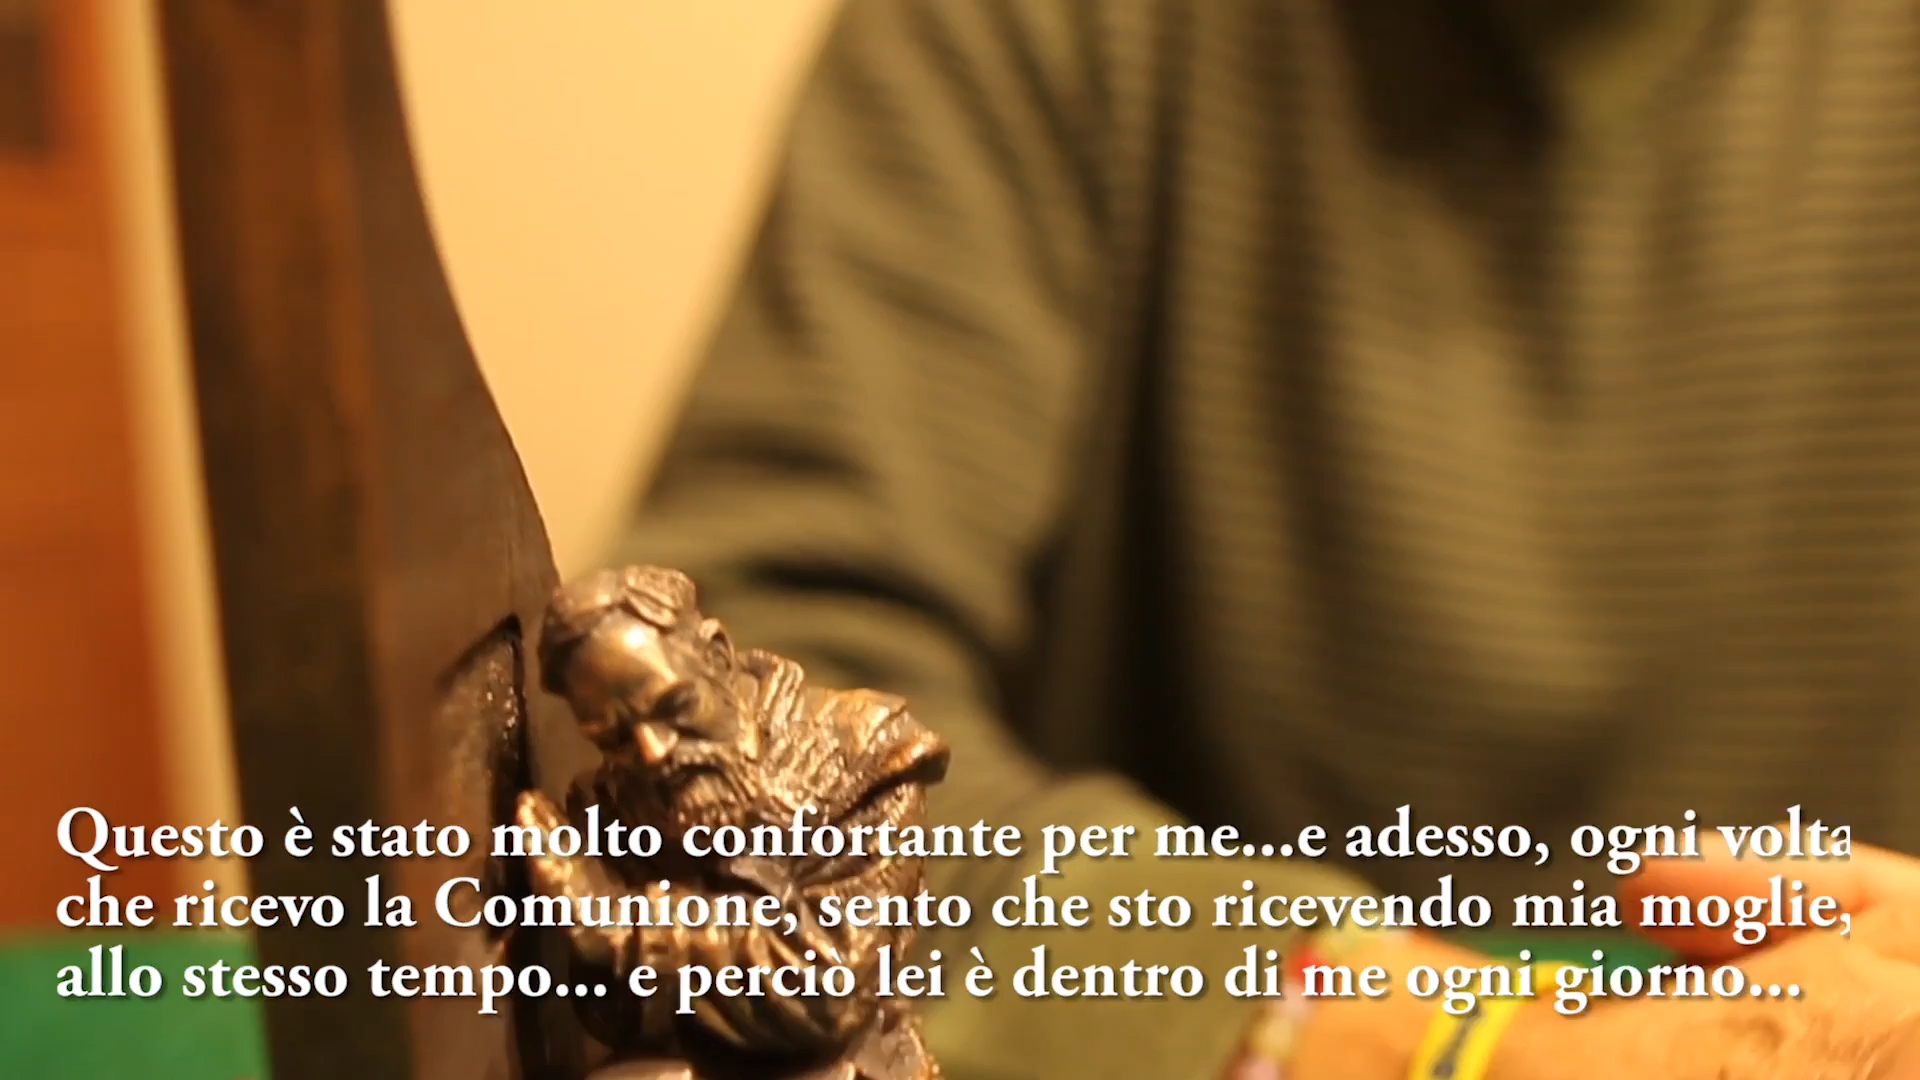 Questo è stato molto confortante per me...e adesso, ogni volta
che ricevo la Comunione, sento che sto ricevendo mia moglie,
allo stesso tempo... e perciò lei è dentro di me ogni giorno...